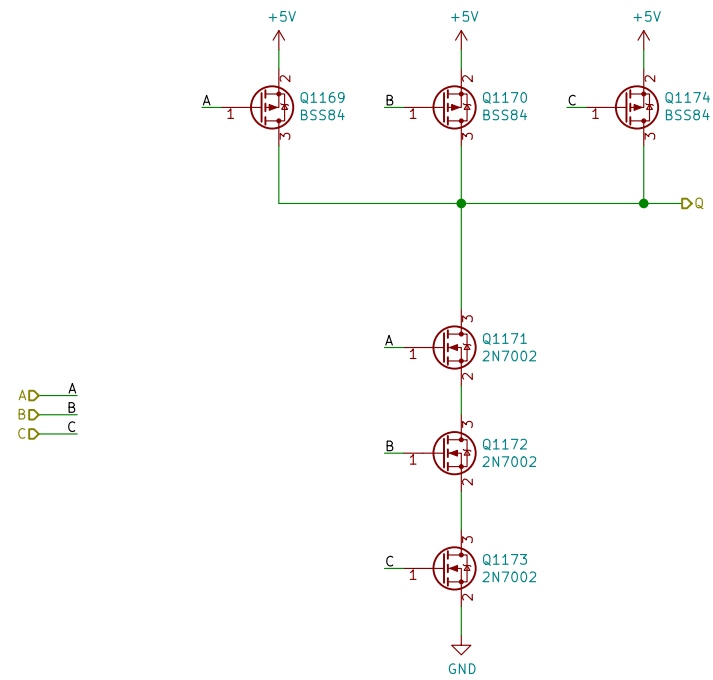 +5V +5V +5V
2 2 2
A 1 Q1169 B 1 Q1170 C 1 Q1174
BSS84 BSS84 BSS84
3 3 3
Q
3
A 1 Q1171
2N7002
2
A A
B B
C C
3
B 1 Q1172
2N7002
2
3
C 1 Q1173
2N7002
2
GND